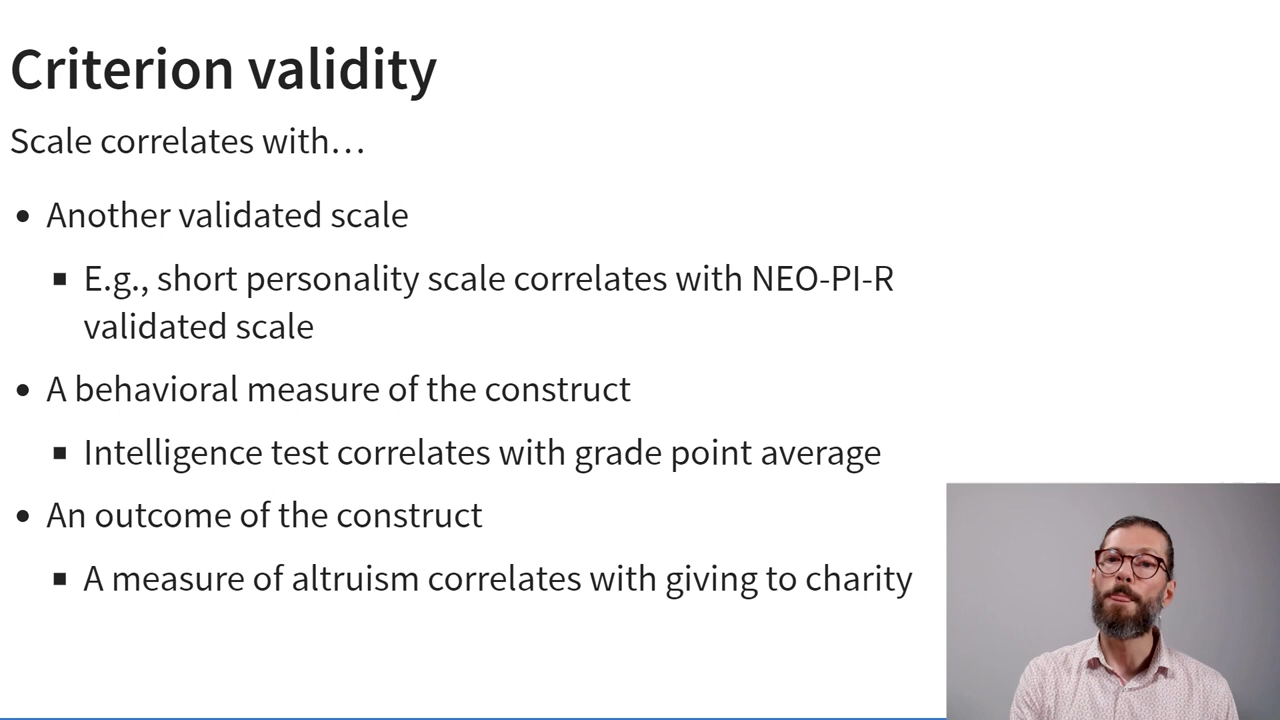 Criterion validity
Scale correlates with…
• Another validated scale
▪ E.g., short personality scale correlates with NEO-PI-R
validated scale
• A behavioral measure of the construct
▪ Intelligence test correlates with grade point average
• An outcome of the construct
▪ A measure of altruism correlates with giving to charity